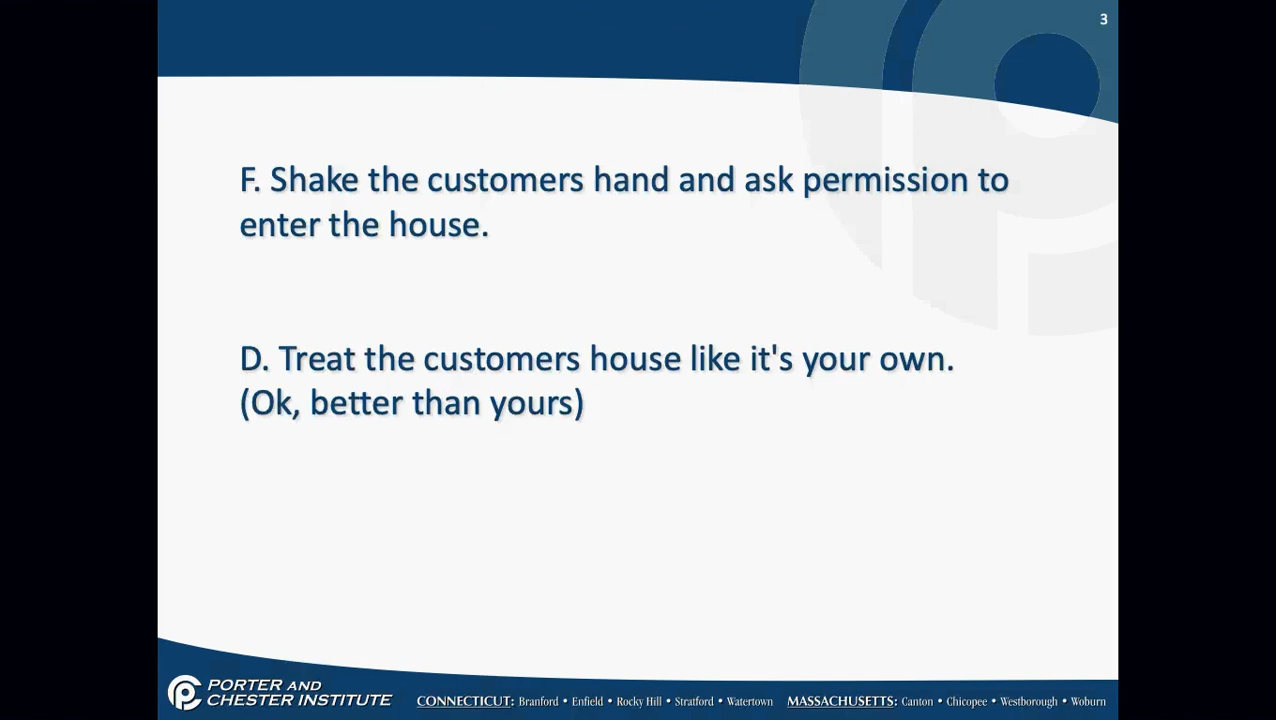 3
F. Shake the customers hand and ask permission to
enter the house.
D. Treat the customers house like it's your own.
(Ok, better than yours)
PORTER AND
CHESTER INSTITUTE
CONNECTICUT: Branford • Enfield • Rocky Hill • Stratford • Watertown MASSACHUSETTS: Canton • Chicopee • Westborough • Woburn